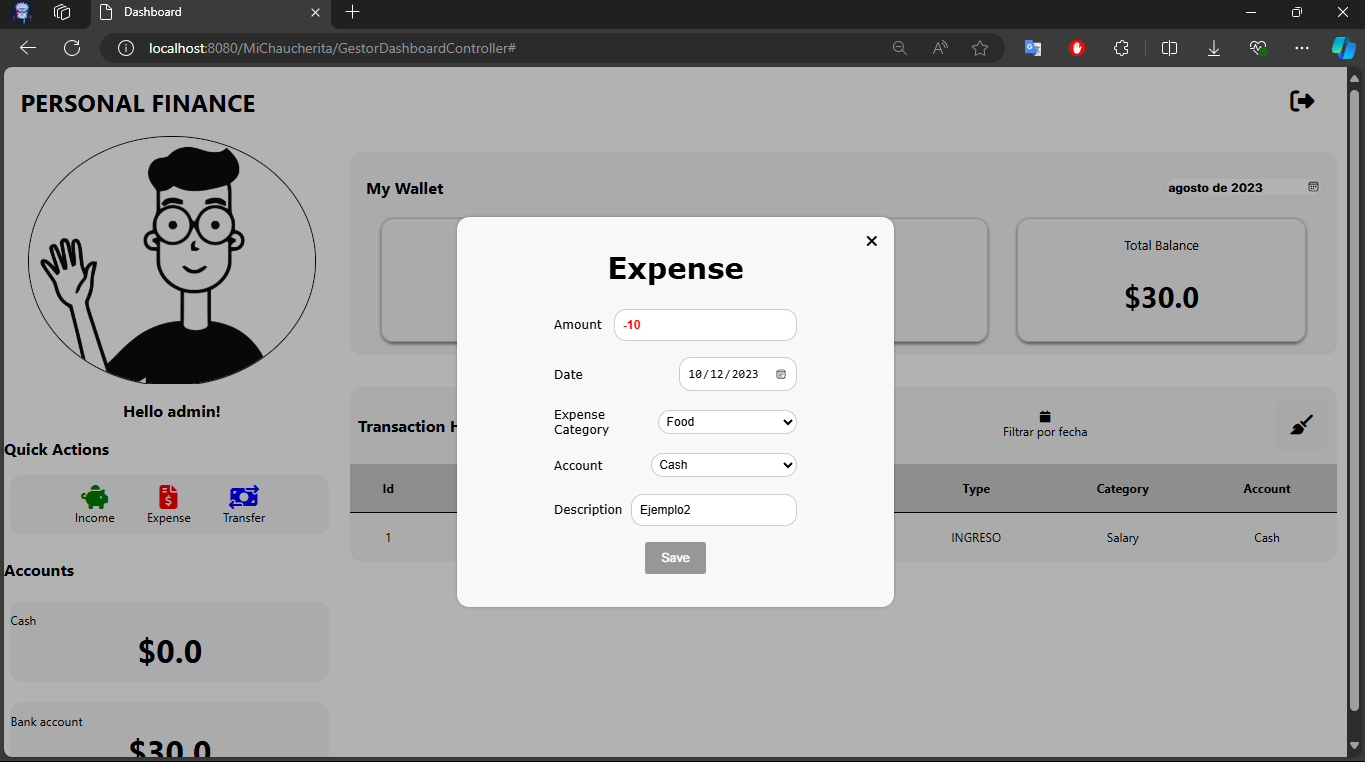 Dashboard
localhost:8080/MiChaucherita/GestorDashboardController#
PERSONAL FINANCE
Hello admin!
Quick Actions
Income Expense Transfer
Accounts
Cash
$0.0
Bank account
$30.0
My Wallet
agosto de 2023
Total Balance
$30.0
Transaction
Filtrar por fecha
Id Type Category Account
1 INGRESO Salary Cash
×
Expense
Amount -10
Date 10/12/2023
Expense
Category Food
Account Cash
Description Ejemplo2
Save